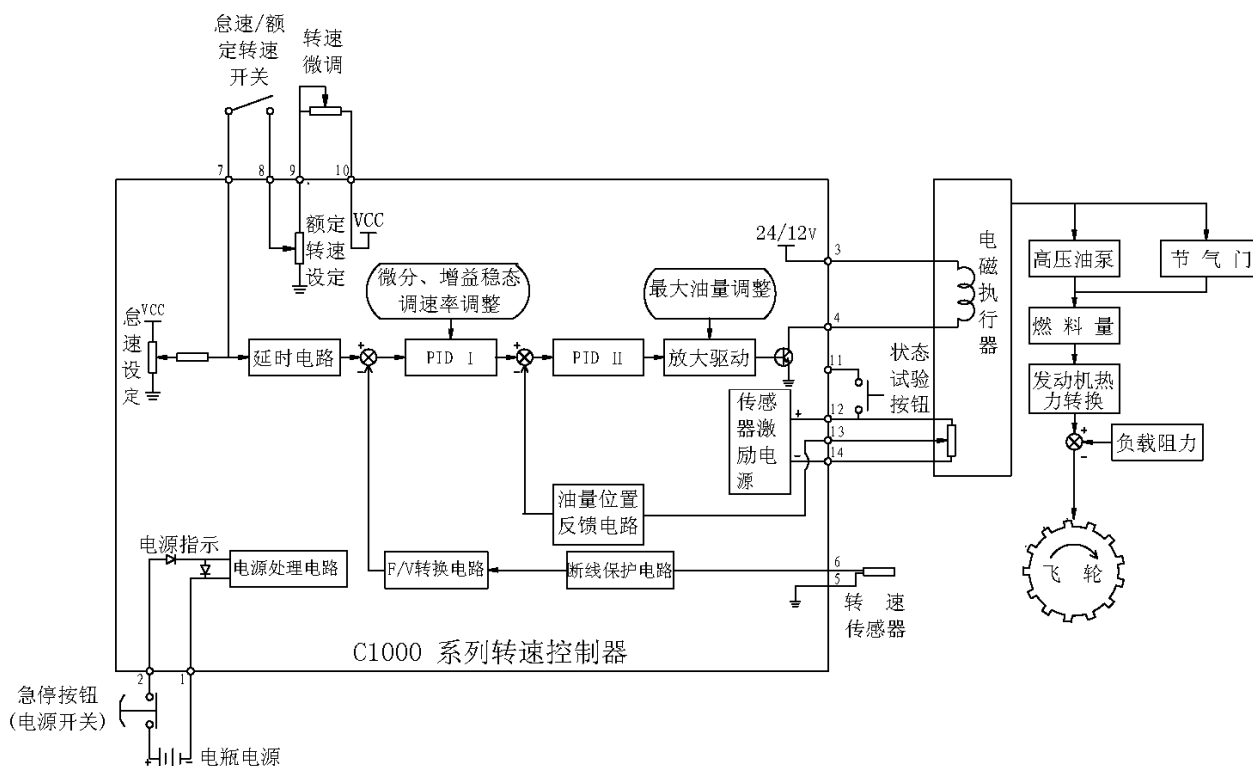 怠速/额
定转速
开关
转速
微调
7
8
9
10
额定
转速
设定
VCC
24/12V
3
电磁执行器
高压油泵
节气门
微分、增益稳态
调速率调整
最大油量调整
4
燃料量
怠速设定
VCC
延时电路
+
-
PID I
+
-
PID II
放大驱动
11
状态
试验
按钮
发动机热
力转换
传感
器激
励电
源
+
-
12
13
14
+
-
负载阻力
油量位置
反馈电路
电源指示
电源处理电路
F/V转换电路
断线保护电路
6
5
转速
传感器
飞轮
C1000 系列转速控制器
2
1
急停按钮
(电源开关)
+
-
电瓶电源